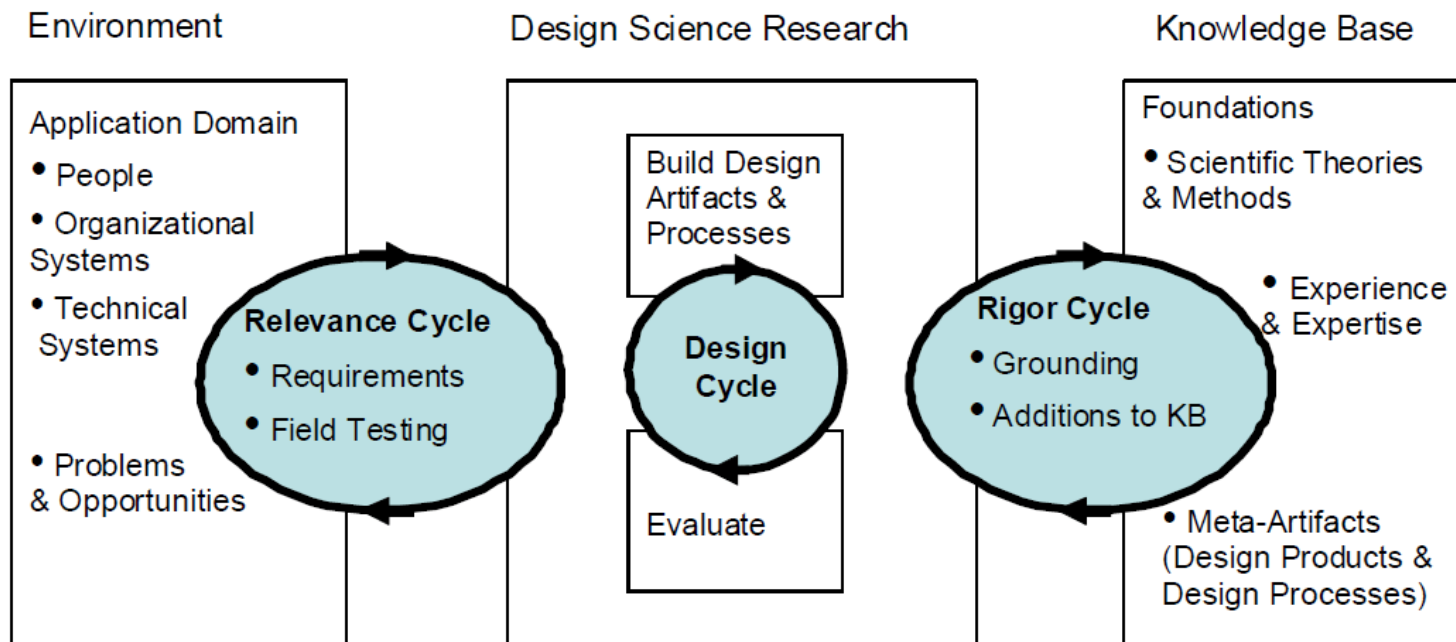 Environment
Design Science Research
Knowledge Base
Application Domain
• People
• Organizational
Systems
• Technical
Systems
• Problems
& Opportunities
Relevance Cycle
• Requirements
• Field Testing
Build Design
Artifacts &
Processes
Design
Cycle
Evaluate
Rigor Cycle
• Grounding
• Additions to KB
Foundations
• Scientific Theories
& Methods
• Experience
& Expertise
• Meta-Artifacts
(Design Products &
Design Processes)